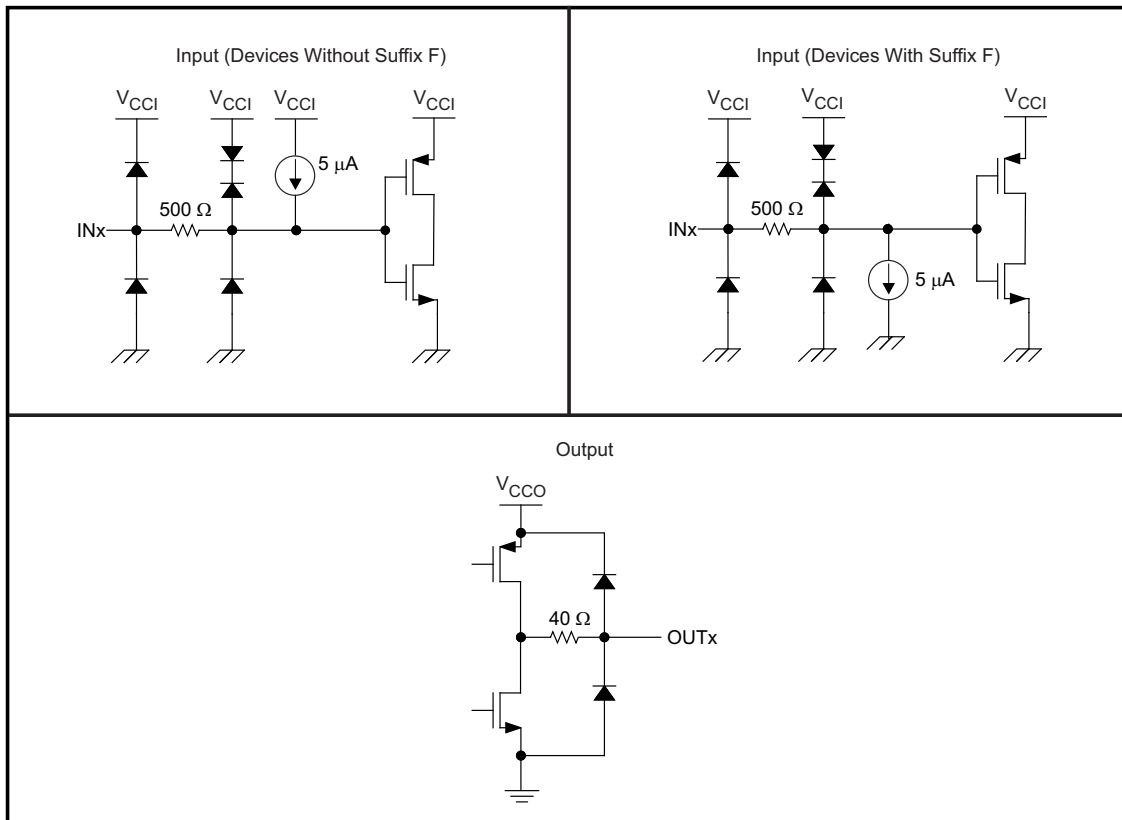 Input (Devices Without Suffix F)
VCCI VCCI VCCI VCCI
5 μA
500 Ω
INx
Input (Devices With Suffix F)
VCCI VCCI VCCI
500 Ω
INx
5 μA
Output
VCCO
40 Ω
OUTx